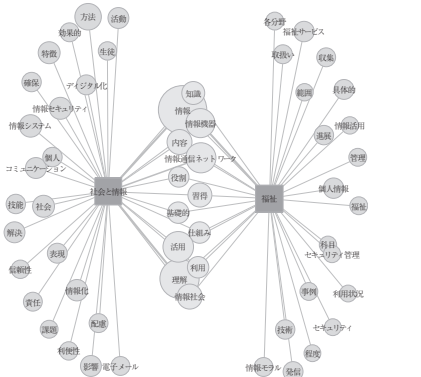 方法
活動
各分野
効果的
福祉サービス
特徴
生徒
取扱い
収集
確保
ディジタル化
知識
範囲
具体的
情報セキュリティ
情報
情報システム
情報機器
進展
情報活用
内容
個人
情報通信ネットワーク
管理
コミュニケーション
役割
社会と情報
習得
福祉
個人情報
技能
社会
基礎的
福祉
解決
仕組み
表現
活用
科目
セキュリティ管理
信頼性
利用
理解
情報化
情報社会
事例
利用状況
責任
課題
配慮
技術
セキュリティ
利便性
程度
影響
電子メール
情報モラル
発信